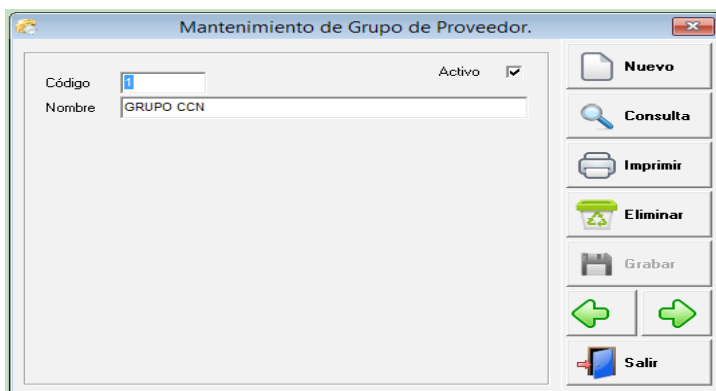 Mantenimiento de Grupo de Proveedor.
Activo
Código 1
Nombre GRUPO CCN
Nuevo
Consulta
Imprimir
Eliminar
Grabar
Salir